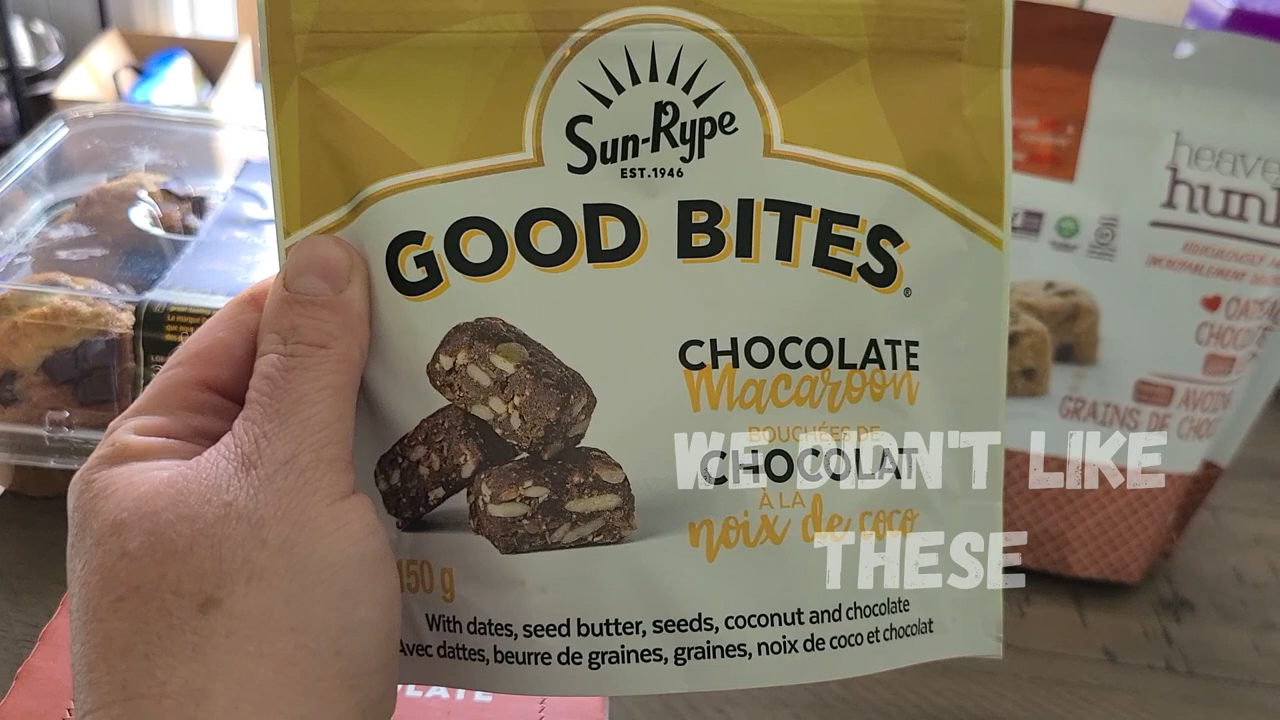 Sun-Rype
EST.1946
GOOD BITES®
CHOCOLATE
Macaroon
BOUCHÉES DE
CHOCOLAT
À LA
noix de coco
WE DIDN'T LIKE
THESE
150 g
With dates, seed butter, seeds, coconut and chocolate
Avec dattes, beurre de graines, graines, noix de coco et chocolat
heave
hun
CHOC
GRAINS DE CHOC
LATE